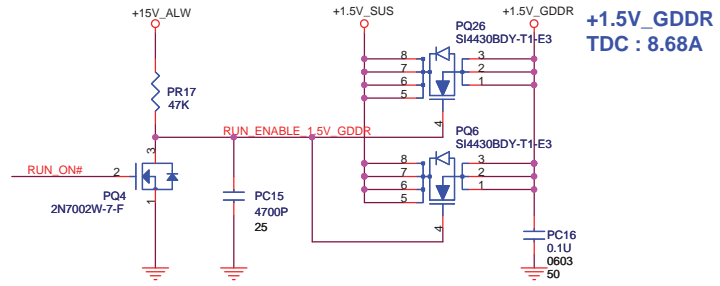 +15V_ALW
+1.5V_SUS
+1.5V_GDDR
+1.5V_GDDR
TDC : 8.68A
PQ26
SI4430BDY-T1-E3
8
7
6
5
3
2
1
4
PR17
47K
RUN_ENABLE_1.5V_GDDR
PQ6
SI4430BDY-T1-E3
8
7
6
5
3
2
1
4
RUN_ON#
3
2
1
PQ4
2N7002W-7-F
PC15
4700P
25
PC16
0.1U
0603
50